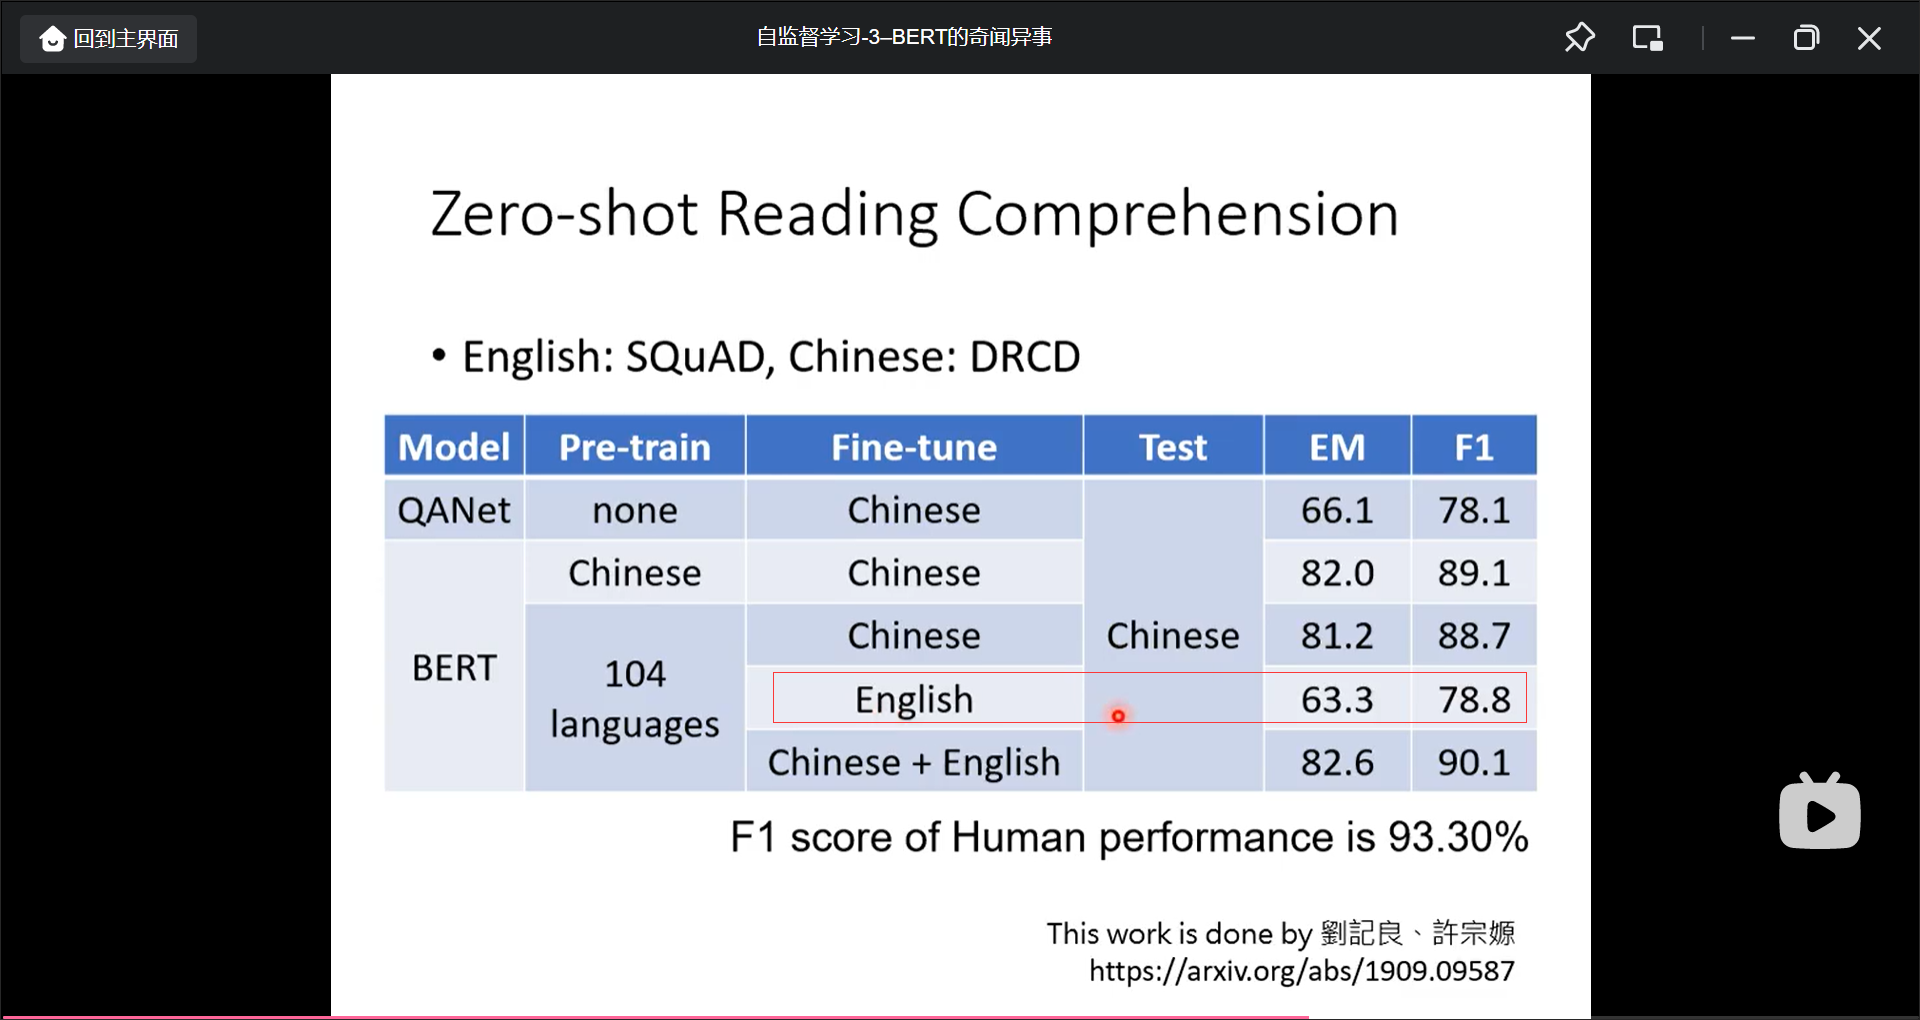 回到主界面
自监督学习-3–BERT的奇闻异事
Zero-shot Reading Comprehension
• English: SQuAD, Chinese: DRCD
Model Pre-train Fine-tune Test EM F1
QANet none Chinese 66.1 78.1
Chinese Chinese 82.0 89.1
Chinese Chinese 81.2 88.7
BERT 104 languages
English 63.3 78.8
Chinese + English 82.6 90.1
F1 score of Human performance is 93.30%
This work is done by 劉記良、許宗嫄
https://arxiv.org/abs/1909.09587